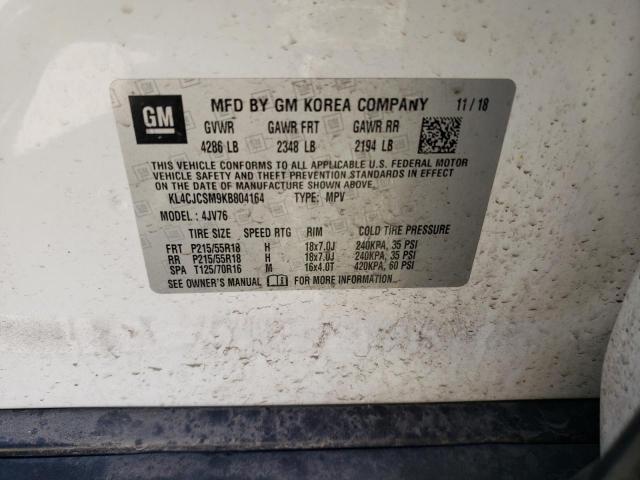 GM MFD BY GM KOREA COMPANY 11/18
GVWR GAWR FRT GAWR RR
4286 LB 2348 LB 2194 LB
THIS VEHICLE CONFORMS TO ALL APPLICABLE U.S. FEDERAL MOTOR
VEHICLE SAFETY AND THEFT PREVENTION STANDARDS IN EFFECT ON THE
DATE OF MANUFACTURE SHOWN ABOVE.
KL4CJCSM9KB804164 TYPE: MPV
MODEL: 4JV76
TIRE SIZE SPEED RTG RIM COLD TIRE PRESSURE
FRT P215/55R18 H 18x7.0J 240KPA, 35 PSI
RR P215/55R18 H 18x7.0J 240KPA, 35 PSI
SPA T125/70R16 M 16x4.0T 420KPA, 60 PSI
SEE OWNER'S MANUAL FOR MORE INFORMATION.